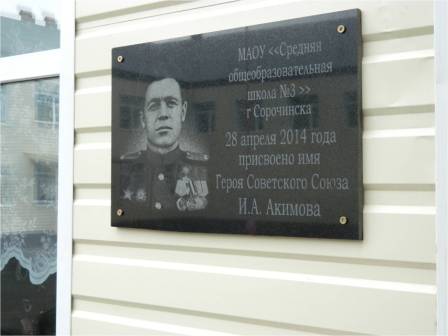 МАОУ <<Средняя
общеобразовательная
школа №3 >>
г Сорочинска
28 апреля 2014 года
присвоено имя
Героя Советского Союза
И.А. Акимова